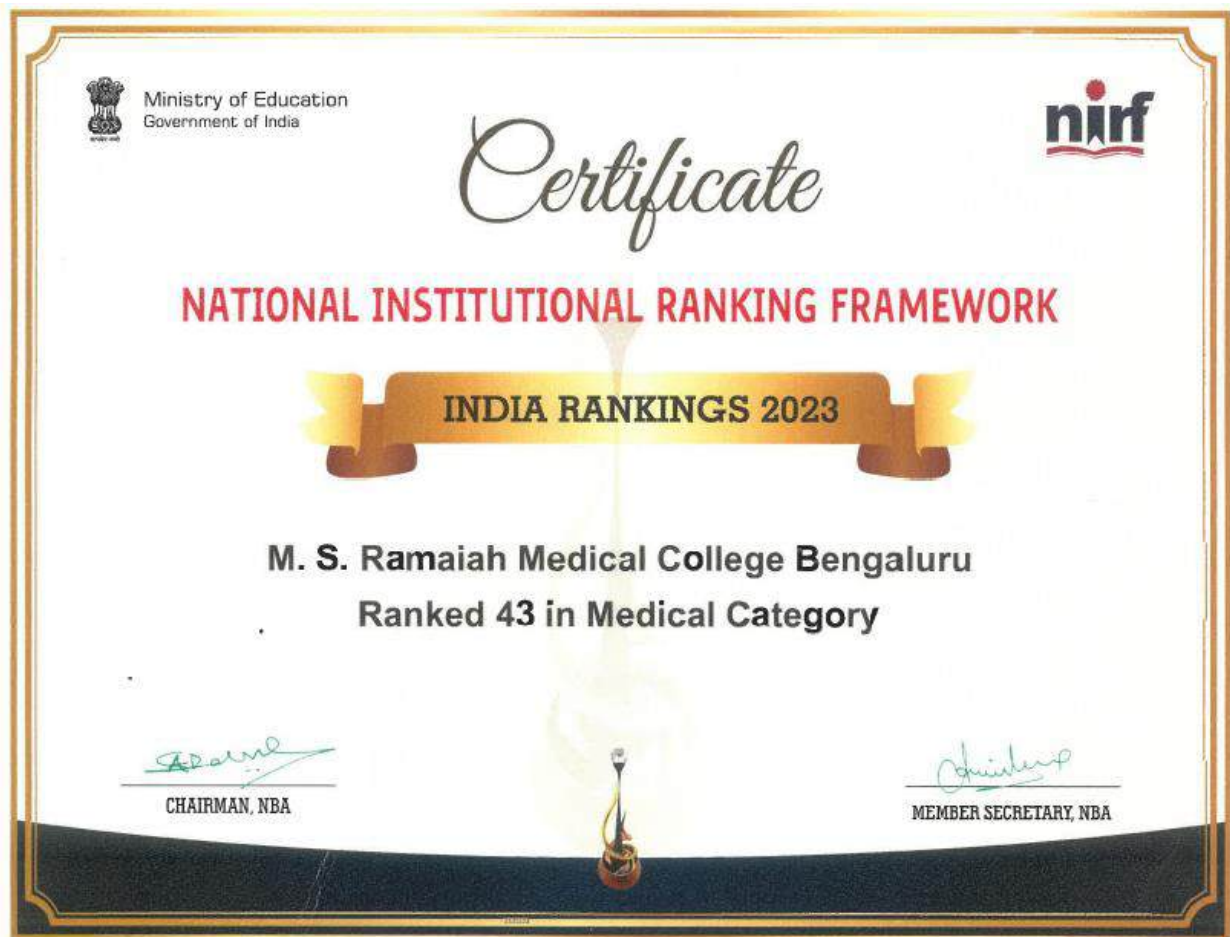 Ministry of Education
Government of India
nirf
Certificate
NATIONAL INSTITUTIONAL RANKING FRAMEWORK
INDIA RANKINGS 2023
M. S. Ramaiah Medical College Bengaluru
Ranked 43 in Medical Category
CHAIRMAN, NBA
MEMBER SECRETARY, NBA